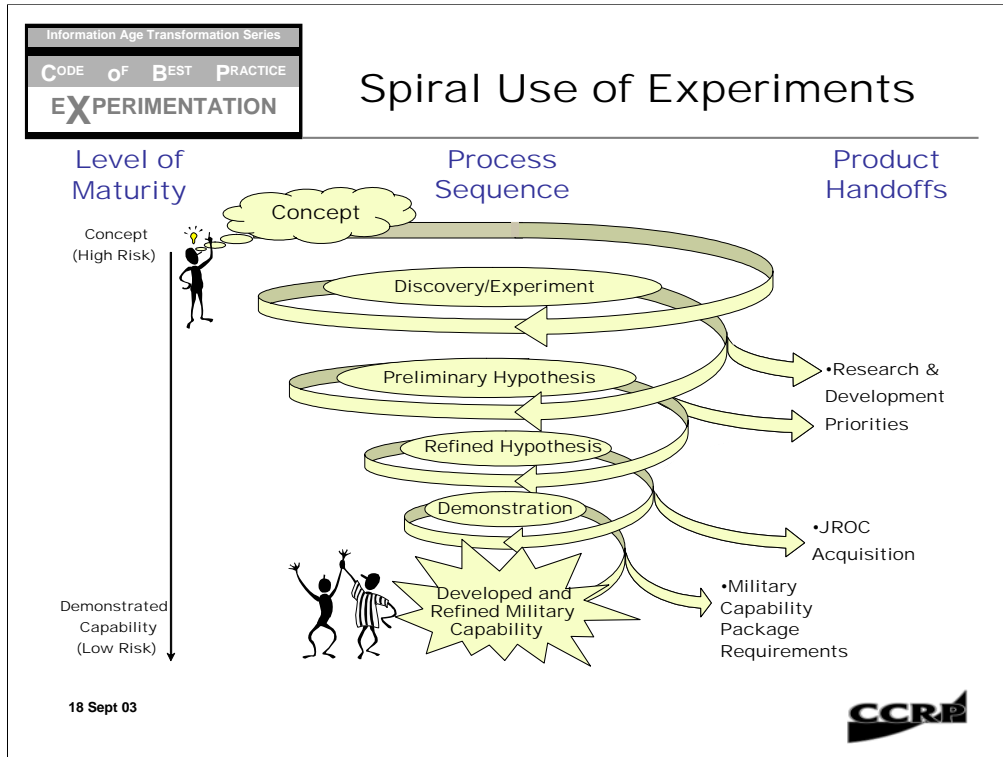 Information Age Transformation Series
CODE OF BEST PRACTICE
EXPERIMENTATION
Spiral Use of Experiments
Level of
Maturity
Process
Sequence
Product
Handoffs
Concept
(High Risk)
Concept
Discovery/Experiment
Preliminary Hypothesis
Refined Hypothesis
Demonstration
Developed and
Refined Military
Capability
•Research &
Development
Priorities
•JROC
Acquisition
•Military
Capability
Package
Requirements
Demonstrated
Capability
(Low Risk)
18 Sept 03
CCRP